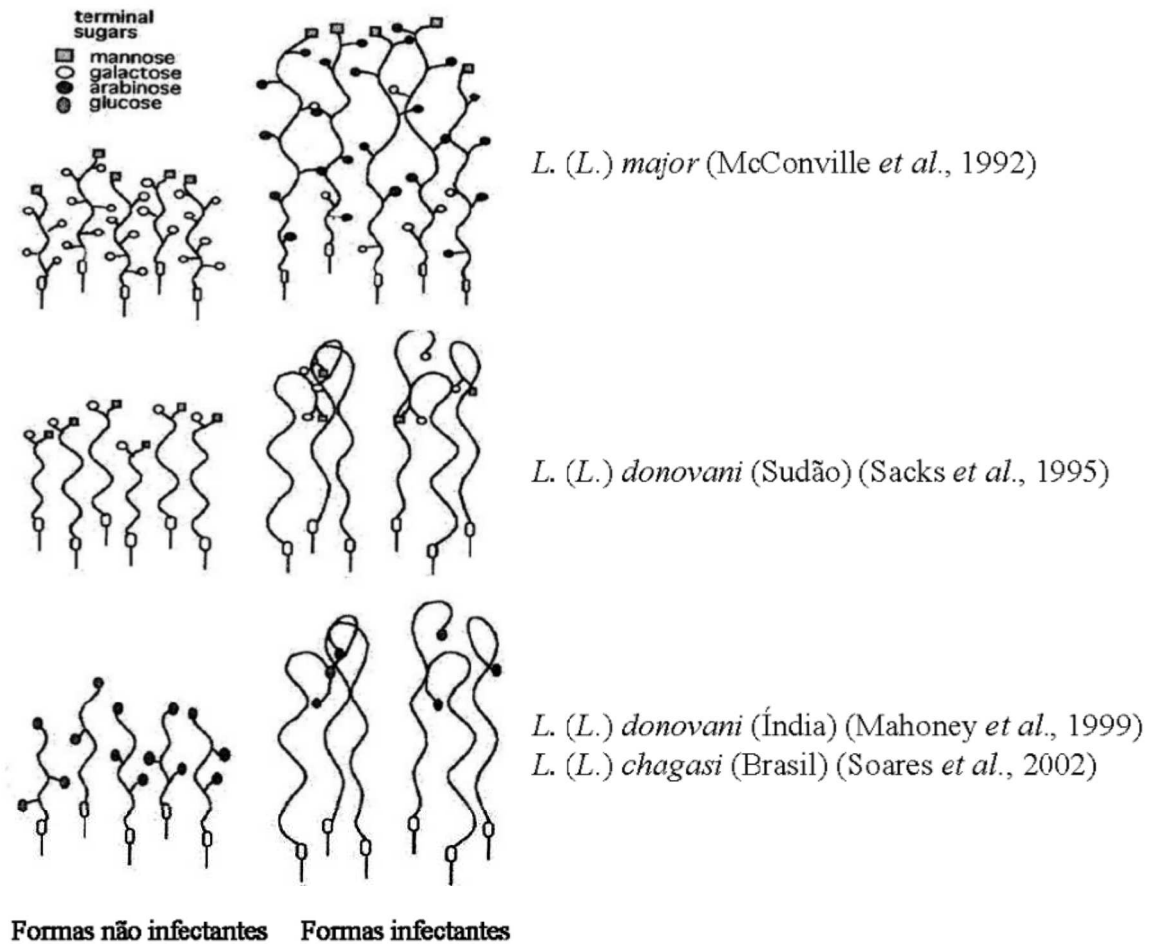 terminal
sugars
mannose
galactose
arabinose
glucose
L. (L.) major (McConville et al., 1992)
L. (L.) donovani (Sudão) (Sacks et al., 1995)
L. (L.) donovani (Índia) (Mahoney et al., 1999)
L. (L.) chagasi (Brasil) (Soares et al., 2002)
Formas não infectantes Formas infectantes